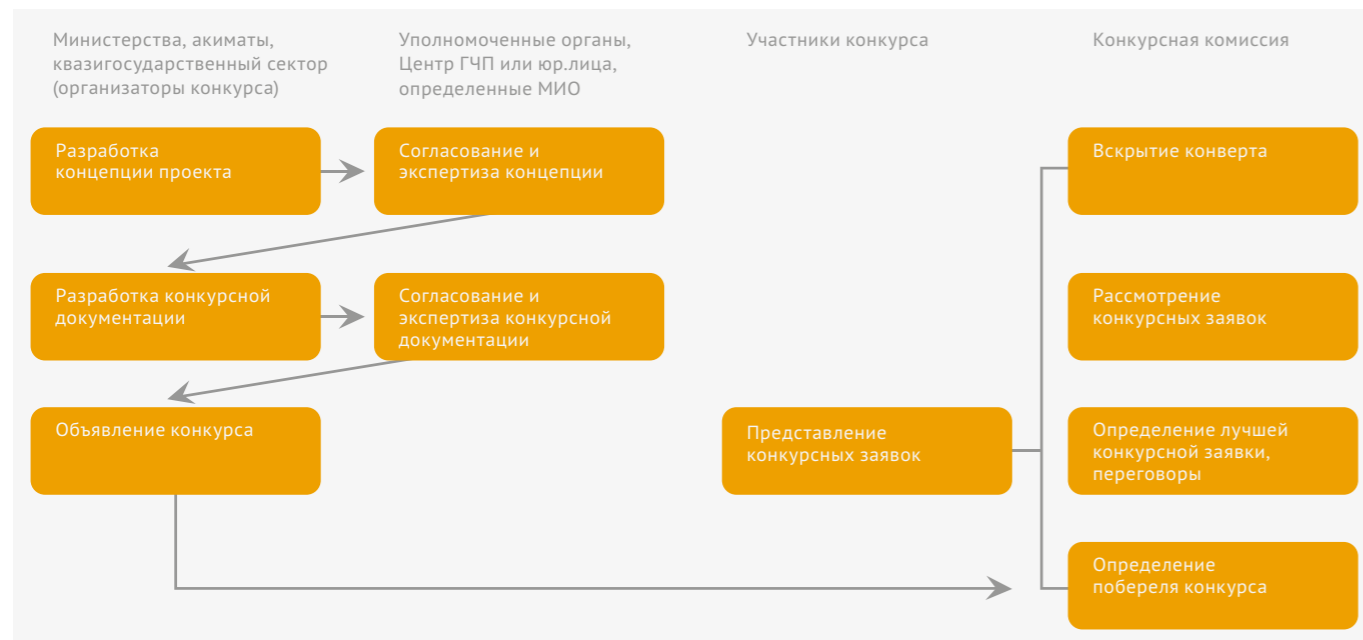 Министерства, акиматы,
квазигосударственный сектор
(организаторы конкурса)
Уполномоченные органы,
Центр ГЧП или юр.лица,
определенные МИО
Участники конкурса
Конкурсная комиссия
Разработка
концепции проекта
Согласование и
экспертиза концепции
Вскрытие конверта
Разработка конкурсной
документации
Согласование и
экспертиза конкурсной
документации
Рассмотрение
конкурсных заявок
Объявление конкурса
Представление
конкурсных заявок
Определение лучшей
конкурсной заявки,
переговоры
Определение
побереля конкурса